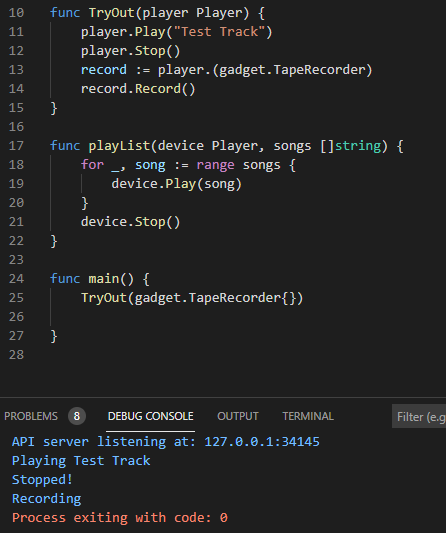 10 func TryOut(player Player) {
11     player.Play("Test Track")
12     player.Stop()
13     record := player.(gadget.TapeRecorder)
14     record.Record()
15 }
16
17 func playList(device Player, songs []string) {
18     for _, song := range songs {
19         device.Play(song)
20     }
21     device.Stop()
22 }
23
24 func main() {
25     TryOut(gadget.TapeRecorder{})
26
27 }
28
PROBLEMS 8 DEBUG CONSOLE OUTPUT TERMINAL Filter (e.g
API server listening at: 127.0.0.1:34145
Playing Test Track
Stopped!
Recording
Process exiting with code: 0